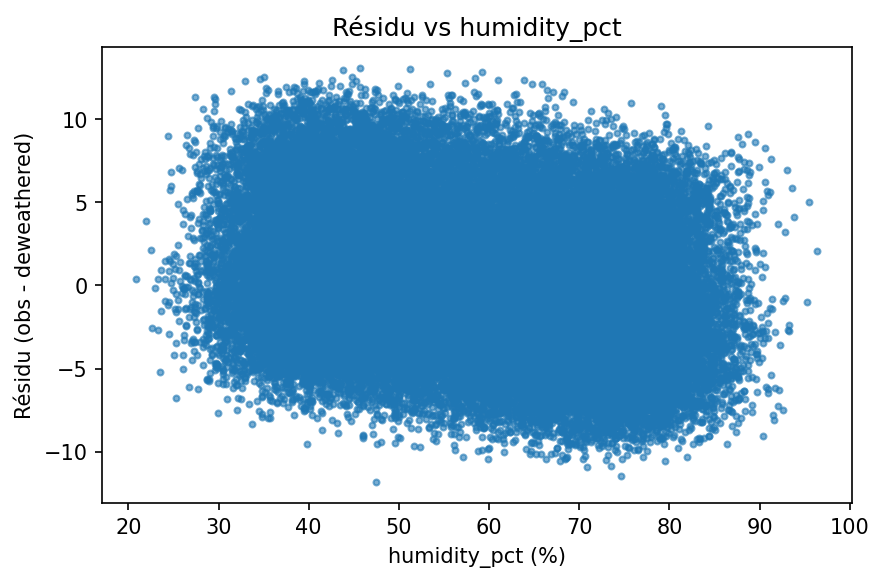 Résidu vs humidity_pct
Résidu (obs - deweathered)
10
5
0
−5
−10
20 30 40 50 60 70 80 90 100
humidity_pct (%)